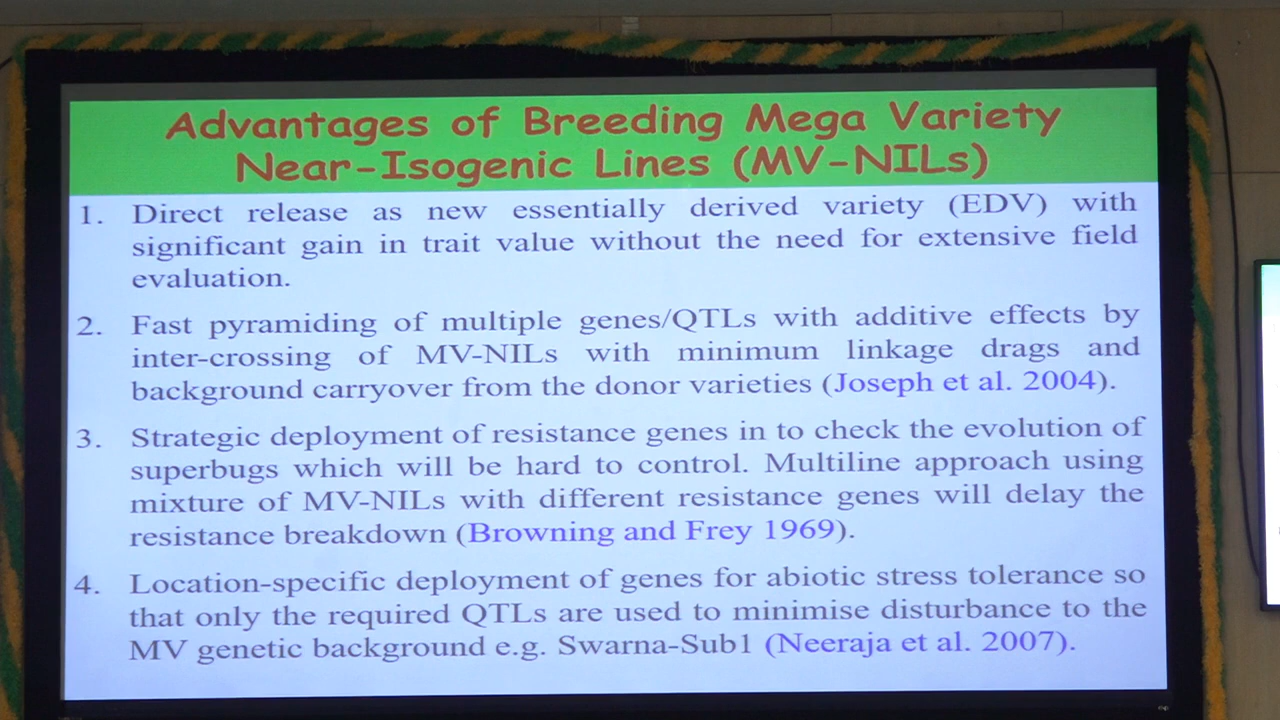 Advantages of Breeding Mega Variety
Near-Isogenic Lines (MV-NILs)
1. Direct release as new essentially derived variety (EDV) with
significant gain in trait value without the need for extensive field
evaluation.
2. Fast pyramiding of multiple genes/QTLs with additive effects by
inter-crossing of MV-NILs with minimum linkage drags and
background carryover from the donor varieties (Joseph et al. 2004).
3. Strategic deployment of resistance genes in to check the evolution of
superbugs which will be hard to control. Multiline approach using
mixture of MV-NILs with different resistance genes will delay the
resistance breakdown (Browning and Frey 1969).
4. Location-specific deployment of genes for abiotic stress tolerance so
that only the required QTLs are used to minimise disturbance to the
MV genetic background e.g. Swarna-Sub1 (Neeraja et al. 2007).